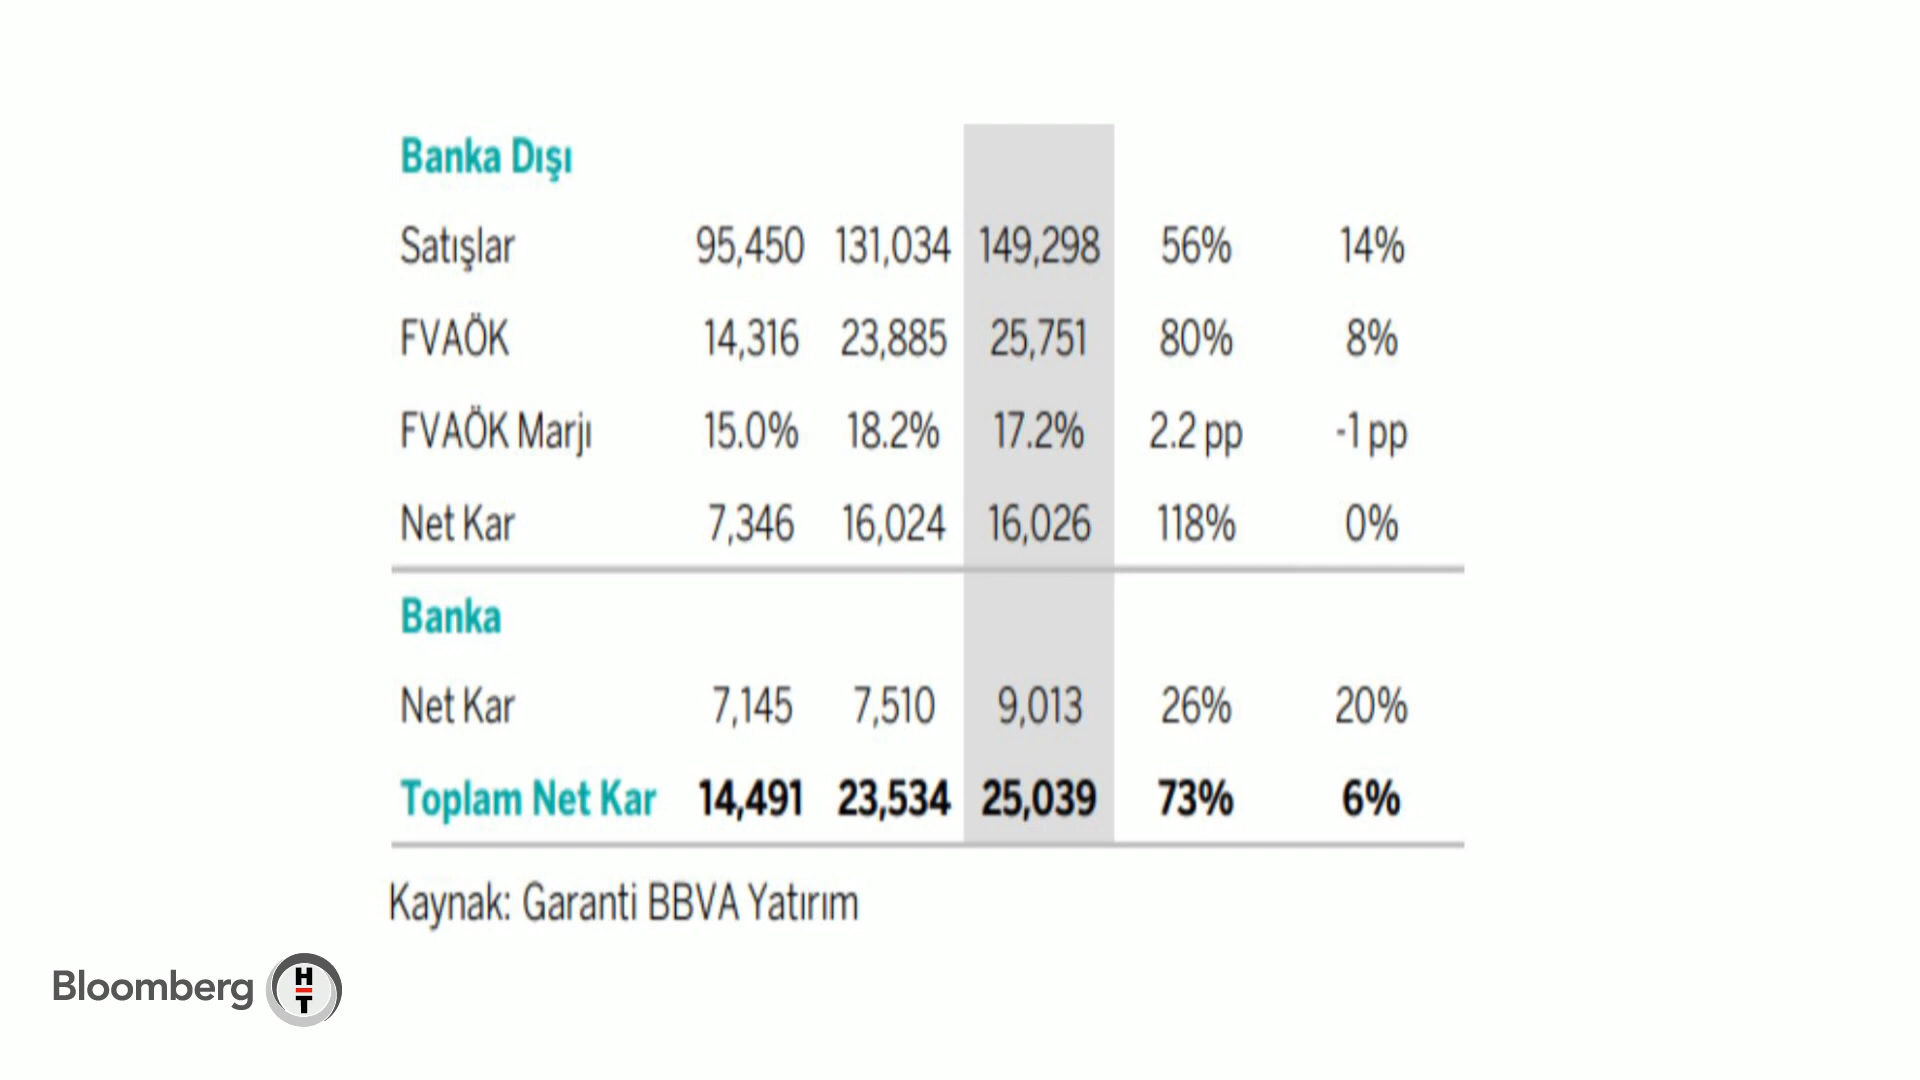 Banka Dışı
Satışlar 95,450 131,034 149,298 56% 14%
FVAÖK 14,316 23,885 25,751 80% 8%
FVAÖK Marjı 15.0% 18.2% 17.2% 2.2 pp -1 pp
Net Kar 7,346 16,024 16,026 118% 0%
Banka
Net Kar 7,145 7,510 9,013 26% 20%
Toplam Net Kar 14,491 23,534 25,039 73% 6%
Kaynak: Garanti BBVA Yatırım
Bloomberg HT